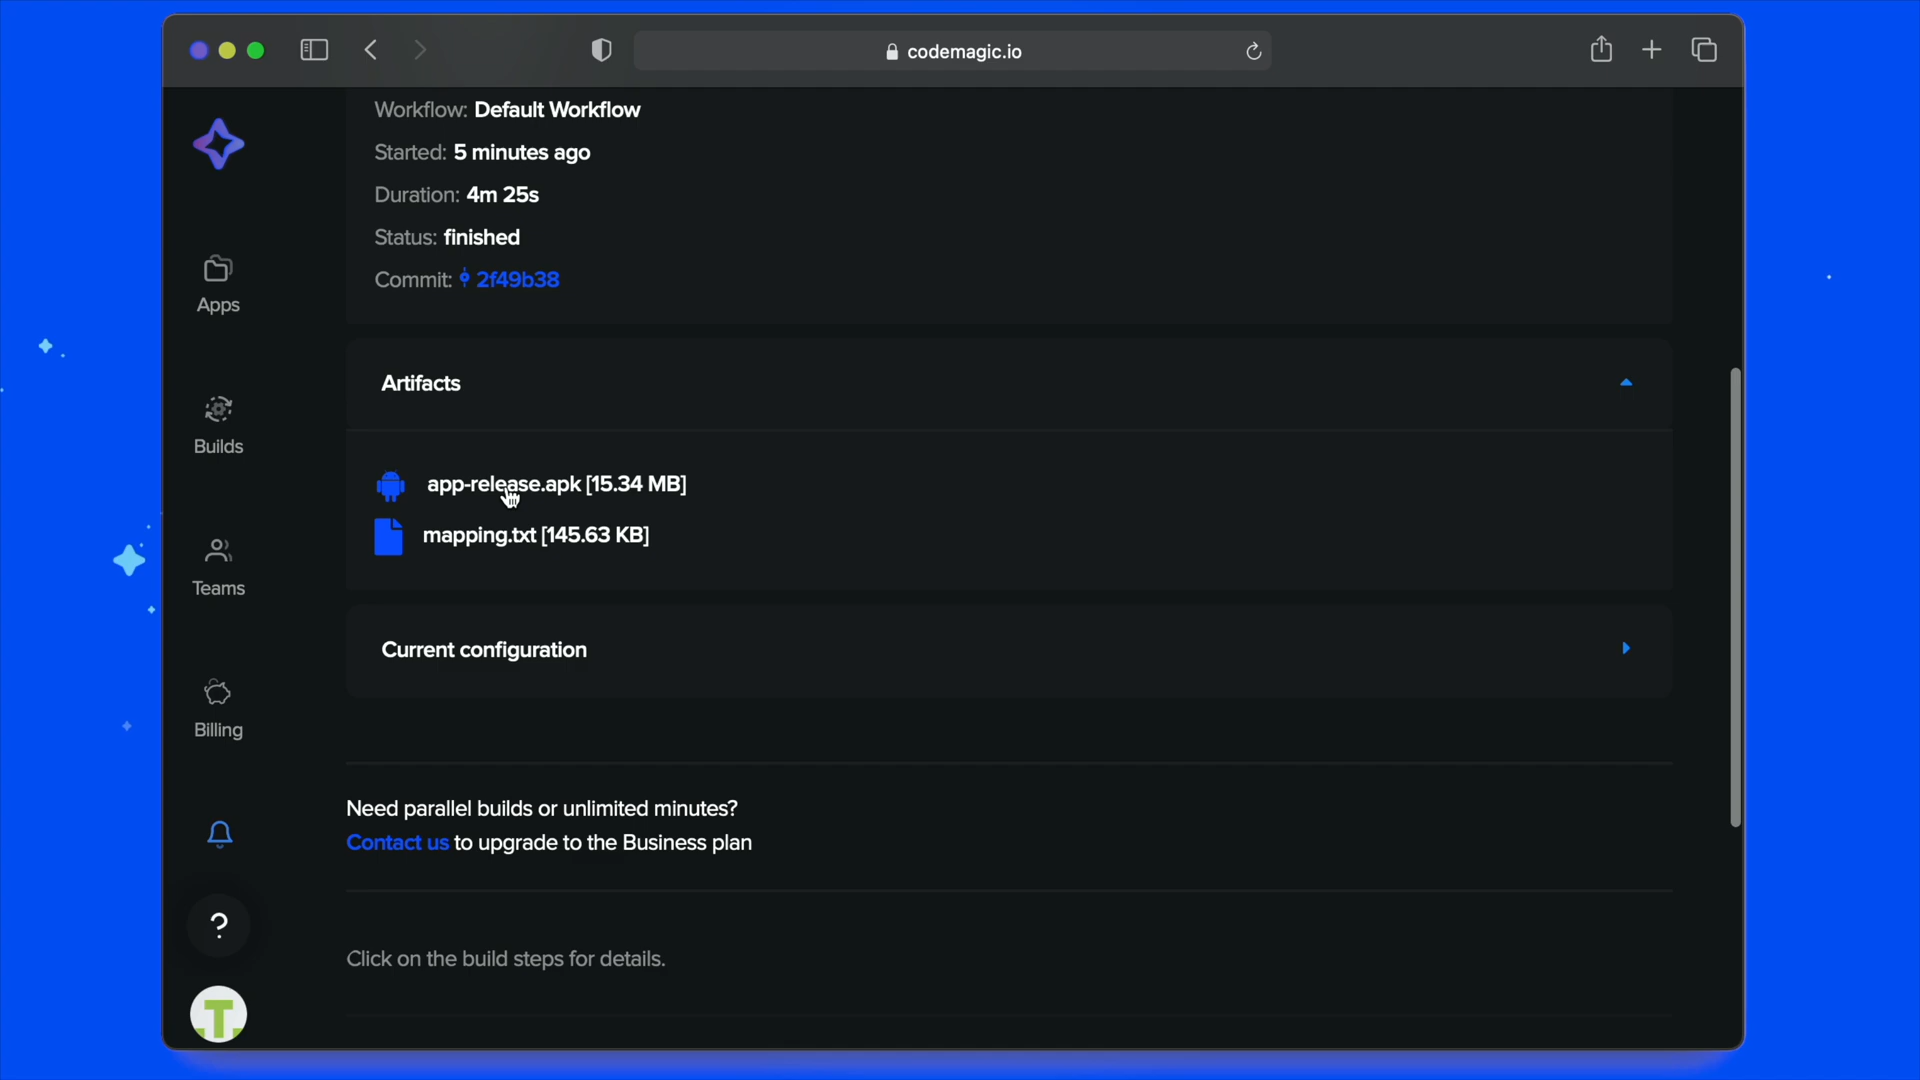 codemagic.io
Workflow: Default Workflow
Started: 5 minutes ago
Duration: 4m 25s
Status: finished
Commit: 2f49b38
Apps
Artifacts
Builds
app-release.apk [15.34 MB]
mapping.txt [145.63 KB]
Teams
Current configuration
Billing
Need parallel builds or unlimited minutes?
Contact us to upgrade to the Business plan
?
Click on the build steps for details.
T